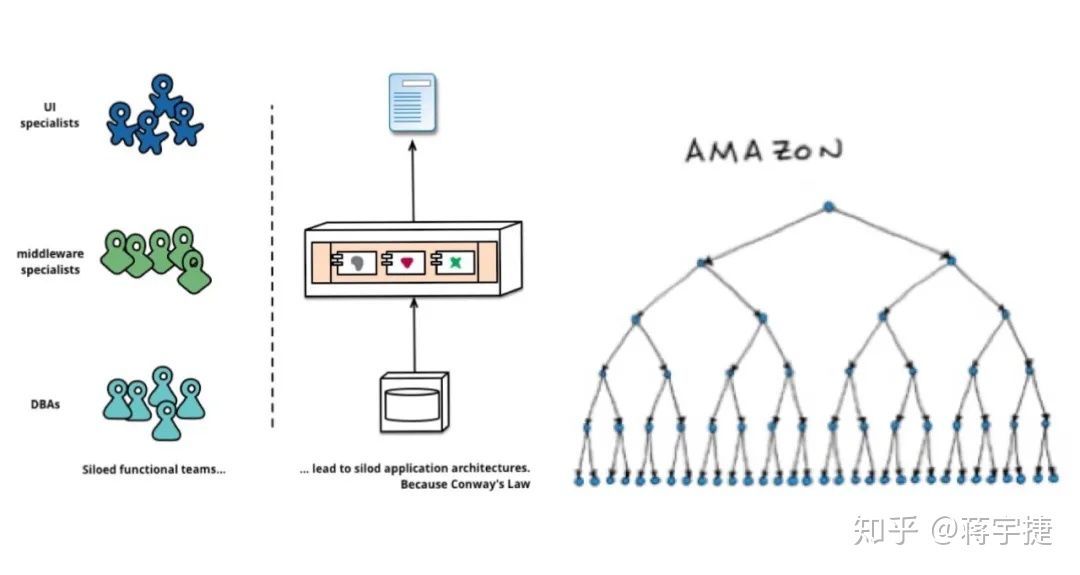 UI
specialists
middleware
specialists
DBAs
Siloed functional teams...
... lead to silod application architectures.
Because Conway's Law
AMAZON
知乎 @蒋宇捷